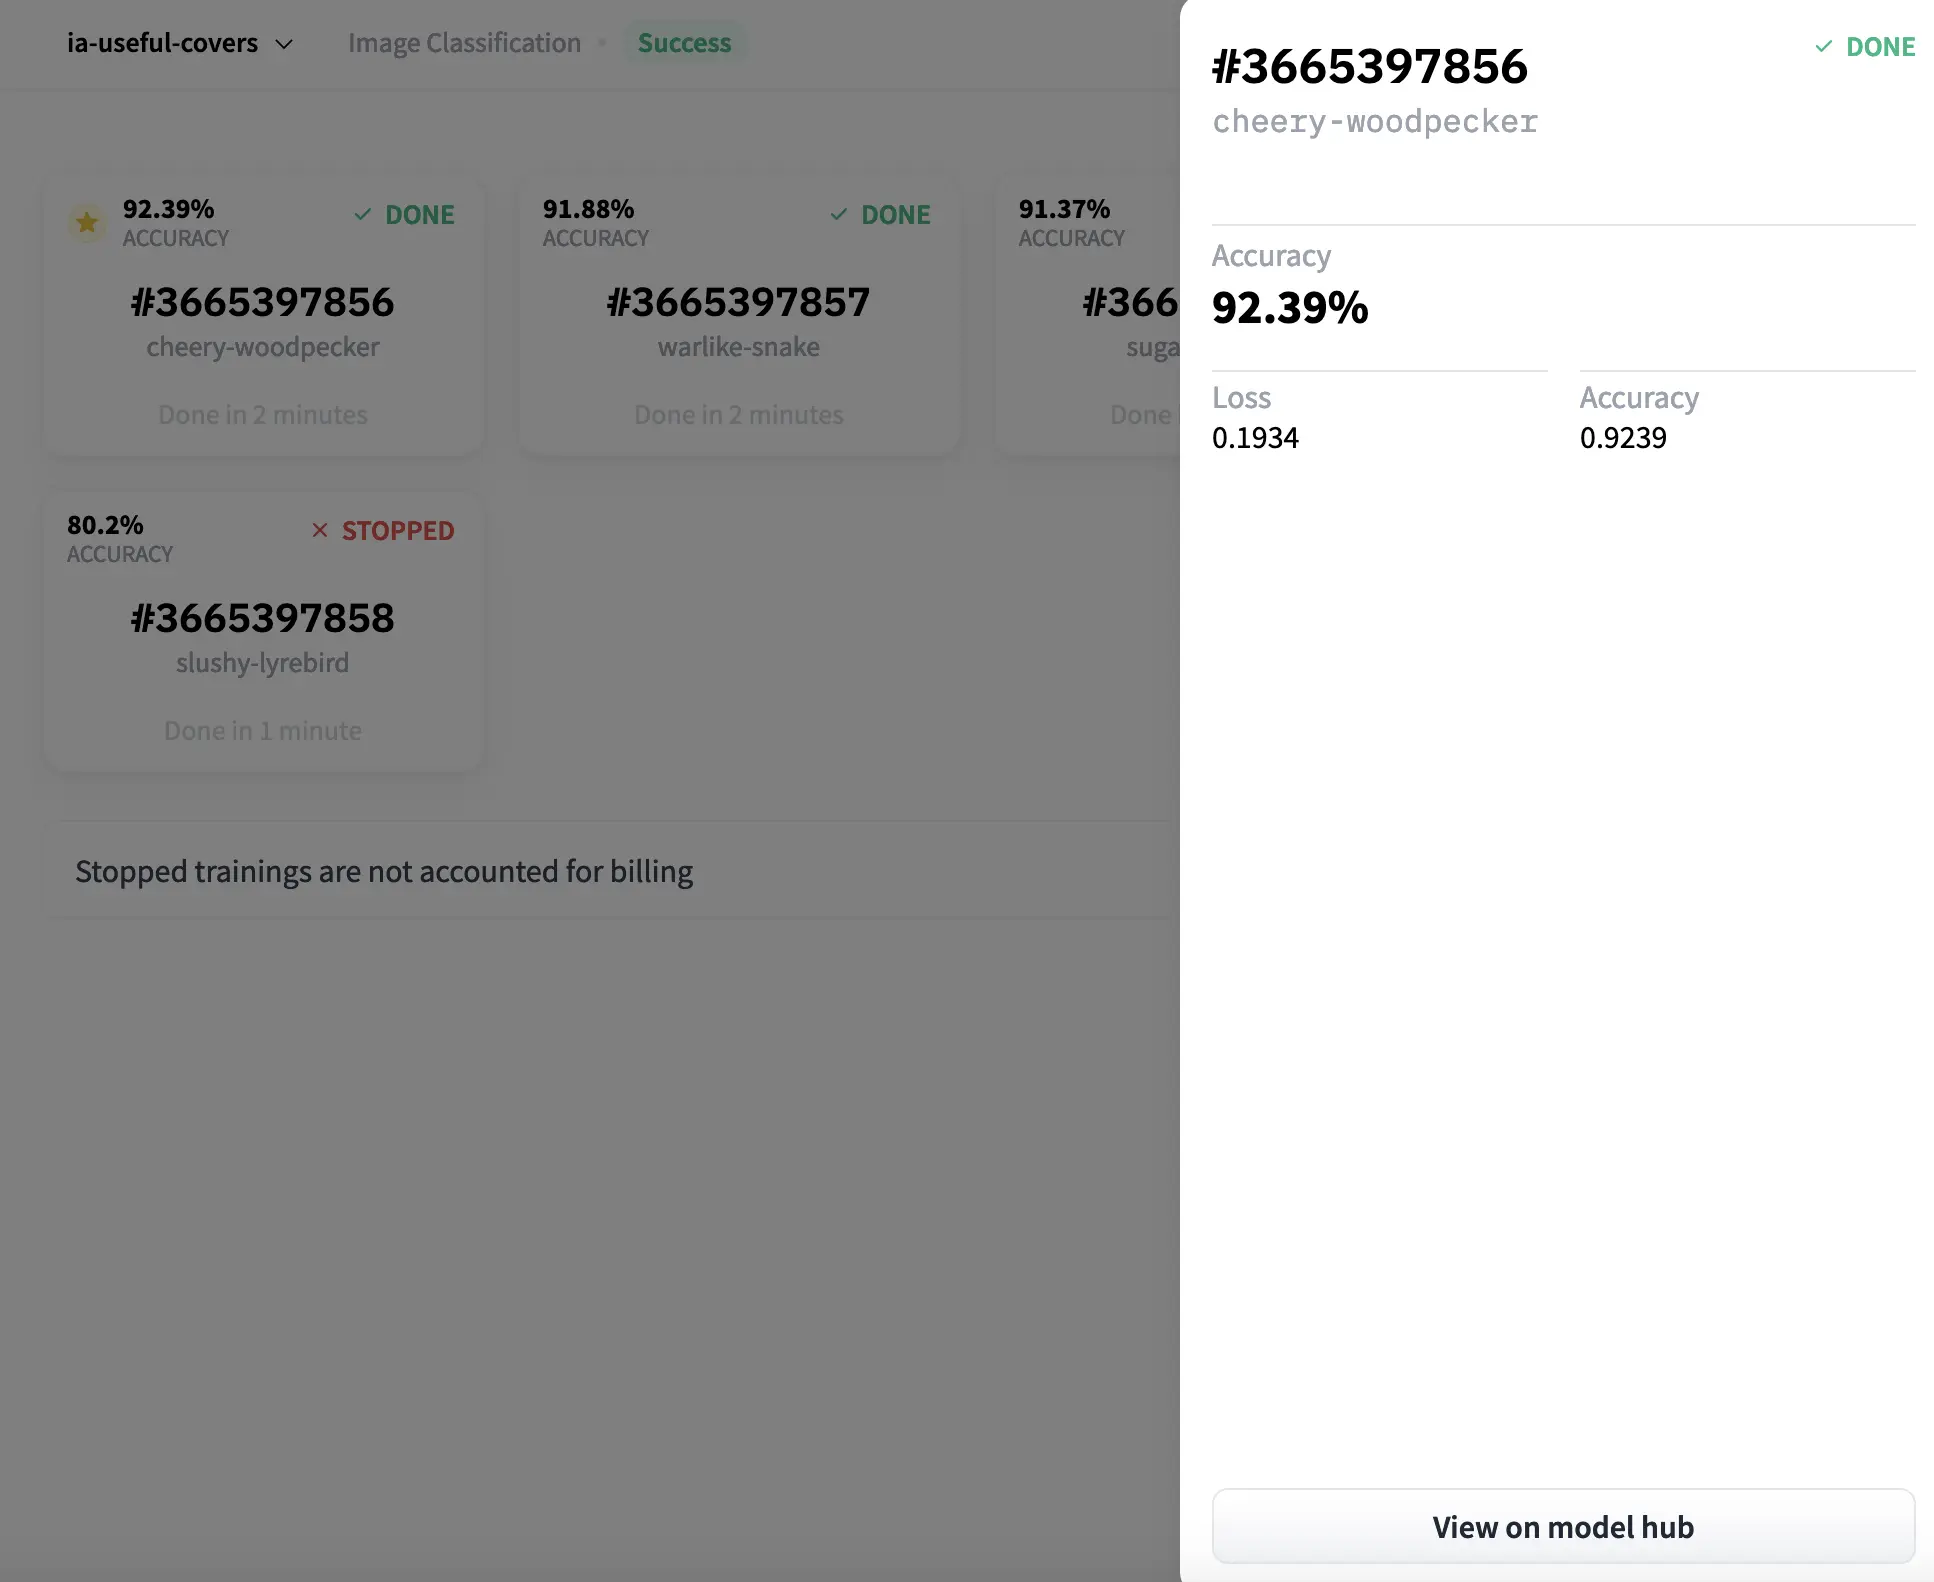 ia-useful-covers
Image Classification
Success
92.39%
ACCURACY
DONE
#3665397856
cheery-woodpecker
Done in 2 minutes
91.88%
ACCURACY
DONE
#3665397857
warlike-snake
Done in 2 minutes
91.37%
ACCURACY
#366
suga
Done
80.2%
ACCURACY
STOPPED
#3665397858
slushy-lyrebird
Done in 1 minute
Stopped trainings are not accounted for billing
#3665397856
DONE
cheery-woodpecker
Accuracy
92.39%
Loss
0.1934
Accuracy
0.9239
View on model hub